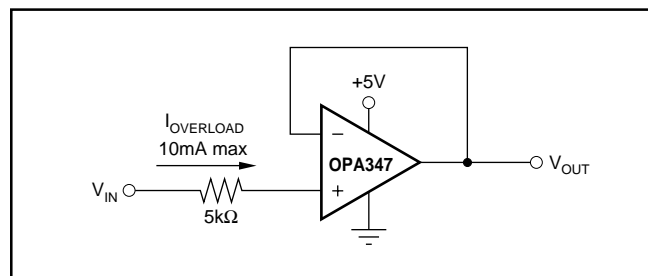 +5V
I_OVERLOAD
10mA max
−
OPA347
+
V_IN
5kΩ
V_OUT